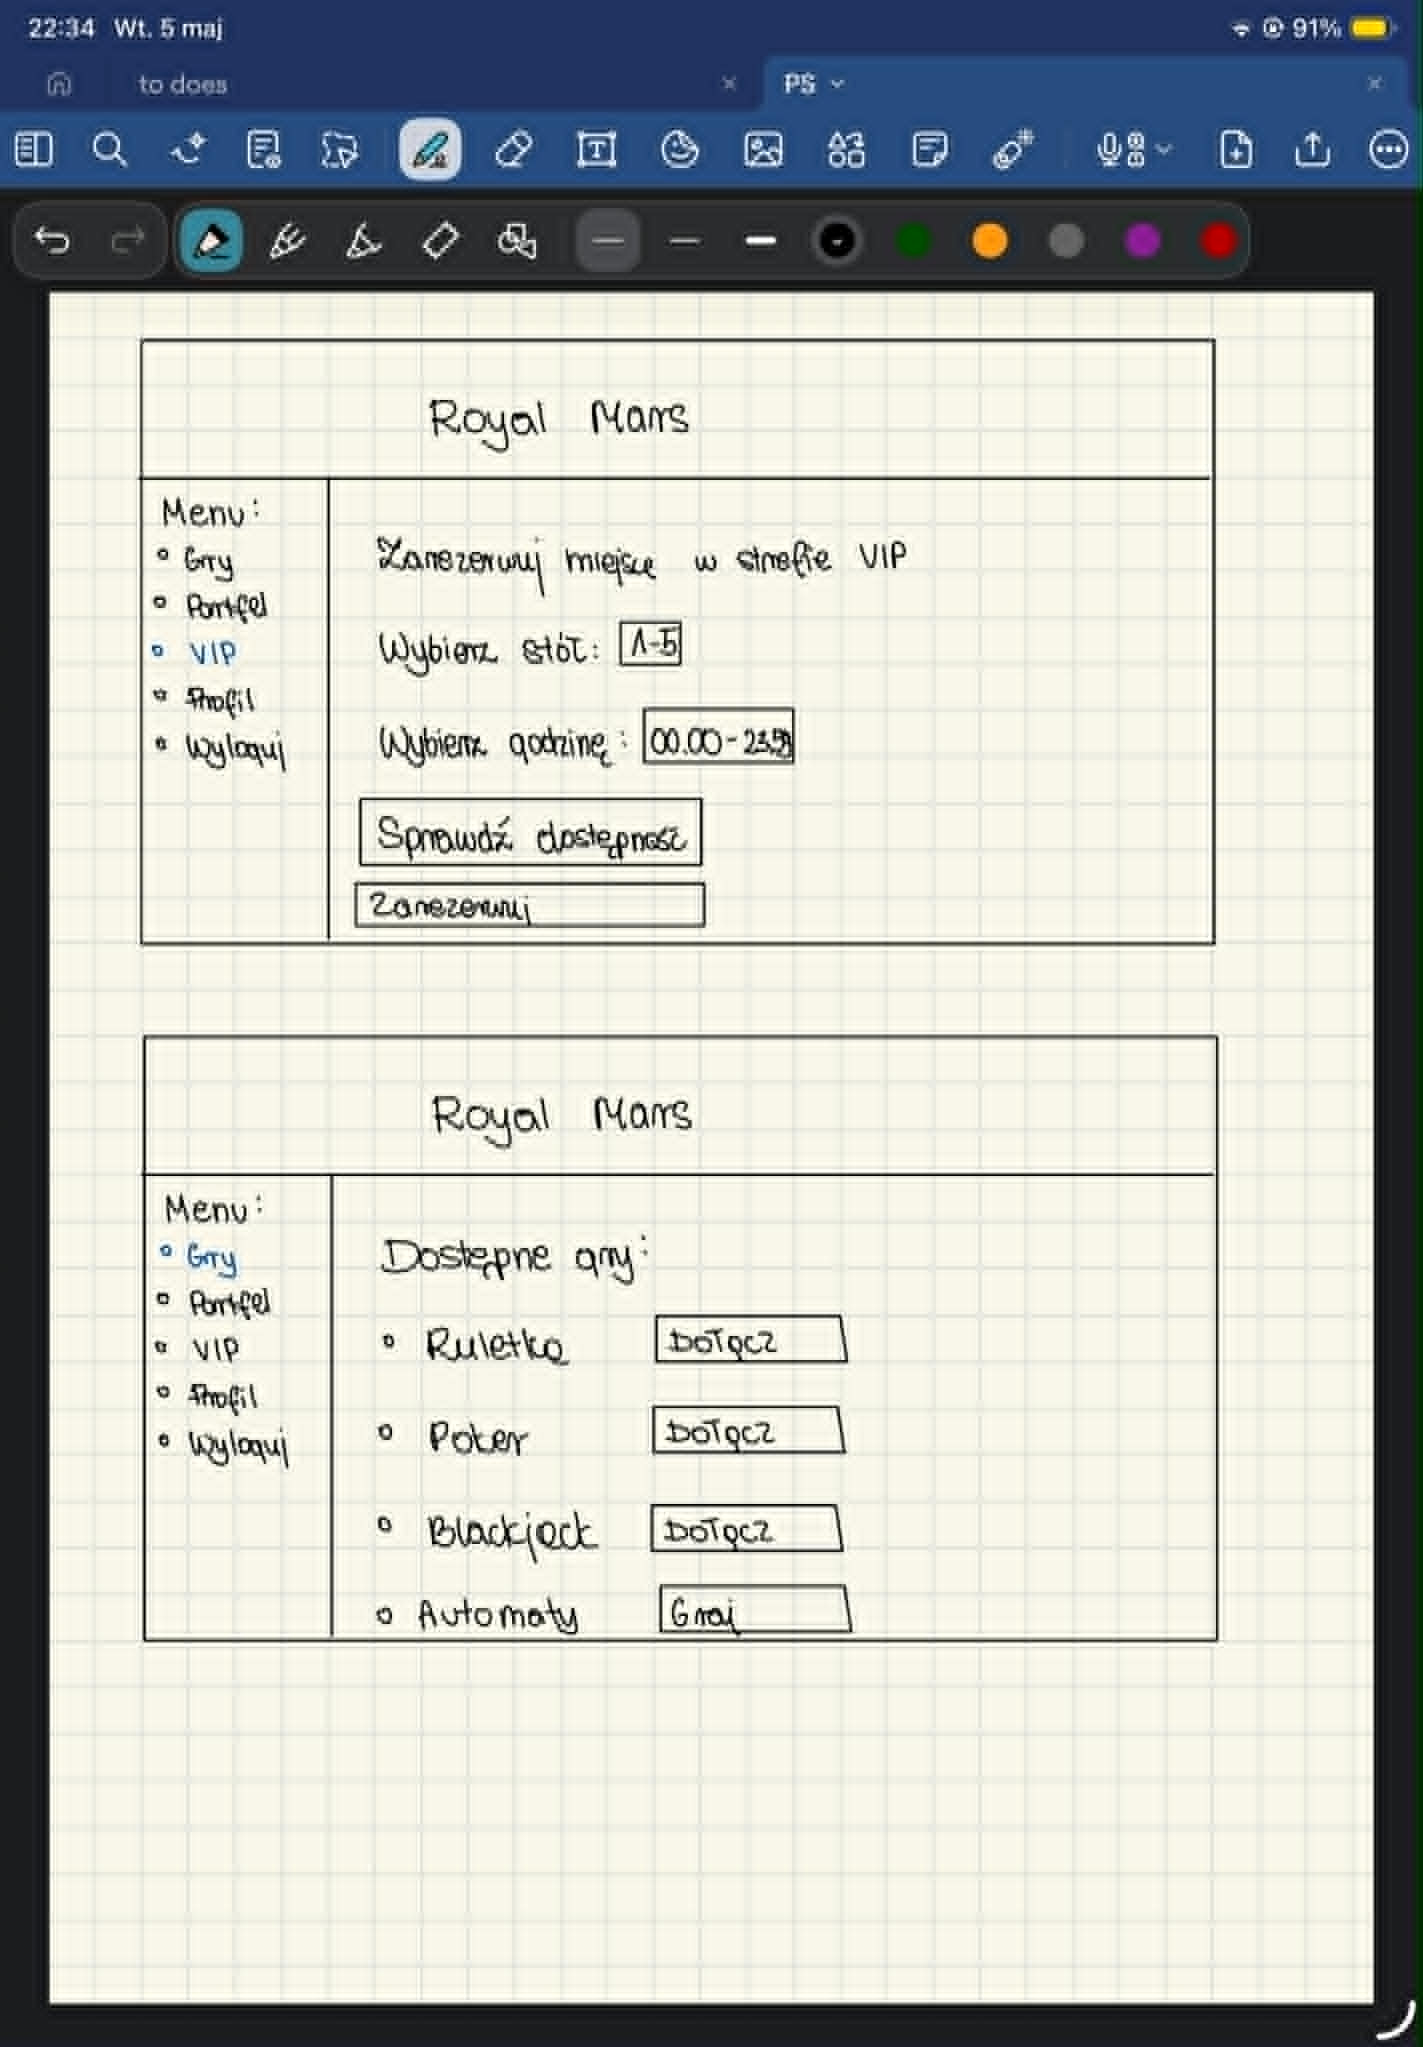 22:34 Wt. 5 maj
91%
to does
PS
Royal Mars
Menu:
Gry
Portfel
VIP
Profil
Wyloguj
Zarezerwuj miejsce w strefie VIP
Wybierz stół: 1-5
Wybierz godzinę: 00.00-23.59
Sprawdź dostępność
Zarezerwuj
Royal Mars
Menu:
Gry
Portfel
VIP
Profil
Wyloguj
Dostępne gry:
Ruletka Dołącz
Poker Dołącz
Blackjack Dołącz
Automaty Graj